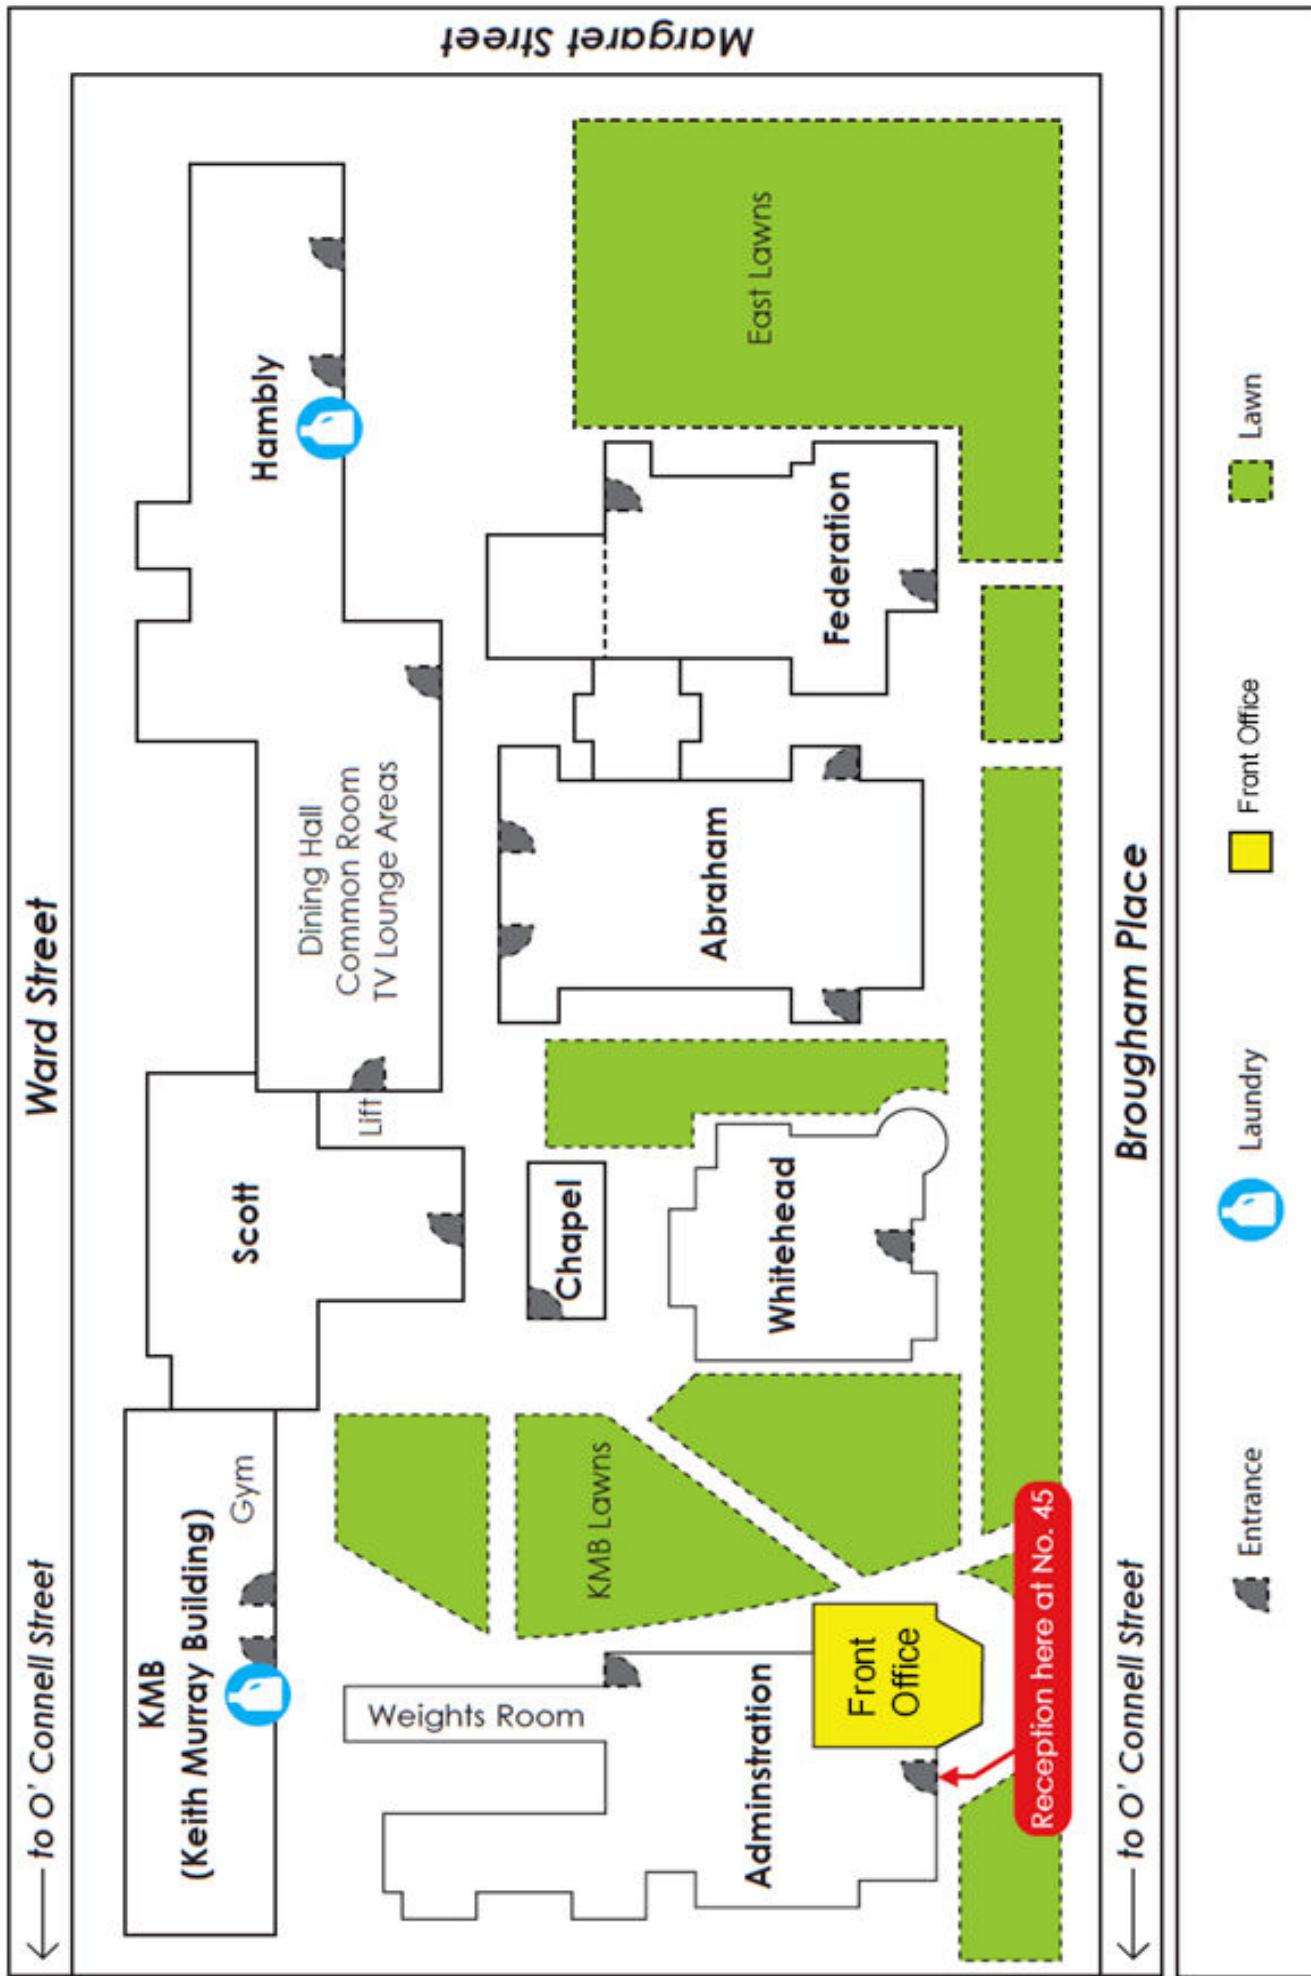 Ward Street
to O' Connell Street
Margaret Street
KMB
(Keith Murray Building)
Gym
Scott
Lift
Dining Hall
Common Room
TV Lounge Areas
Hambly
Weights Room
Adminstration
Front
Office
KMB Lawns
Chapel
Whitehead
Abraham
Federation
East Lawns
Reception here at No. 45
to O' Connell Street
Brougham Place
Entrance
Laundry
Front Office
Lawn